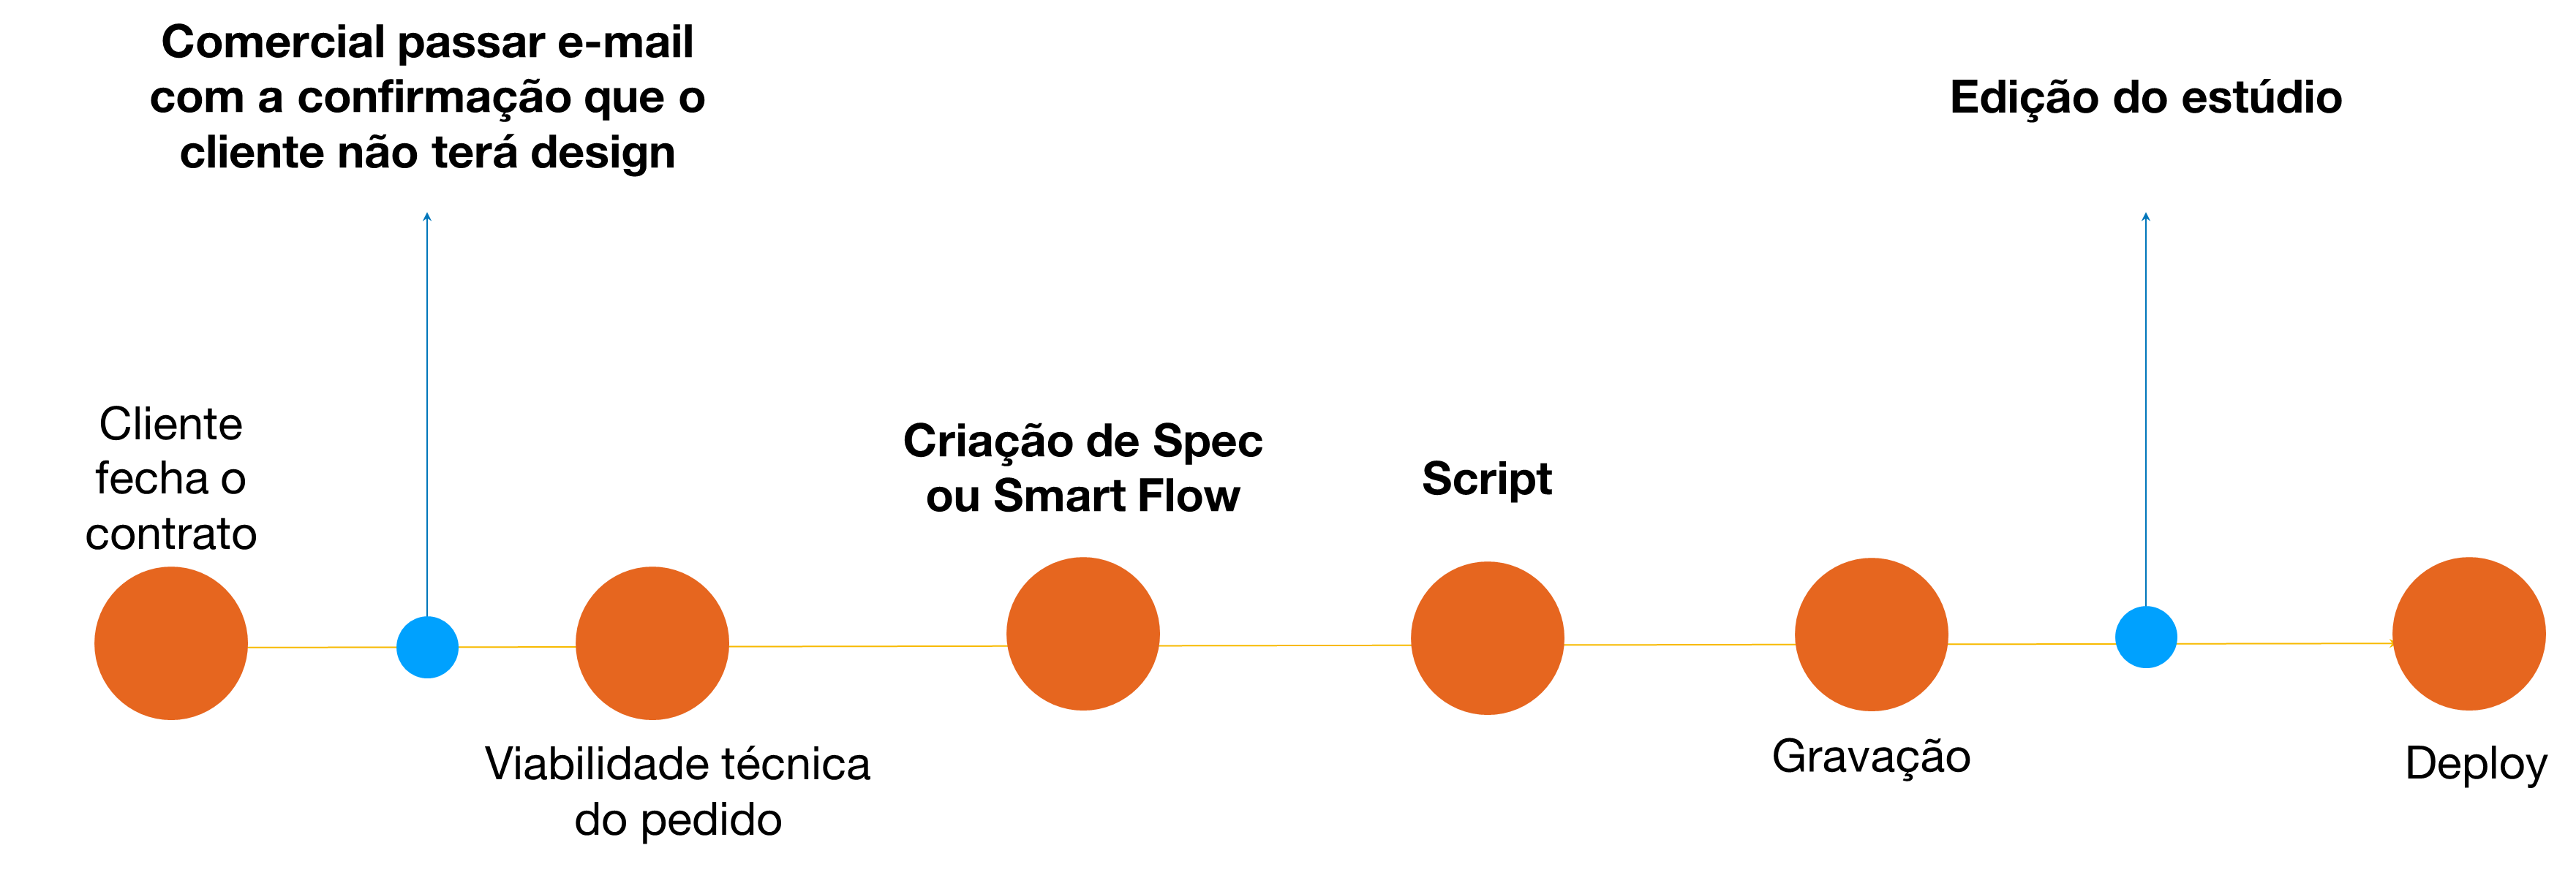 Comercial passar e-mail
com a confirmação que o
cliente não terá design
Edição do estúdio
Cliente
fecha o
contrato
Criação de Spec
ou Smart Flow
Script
Viabilidade técnica
do pedido
Gravação
Deploy